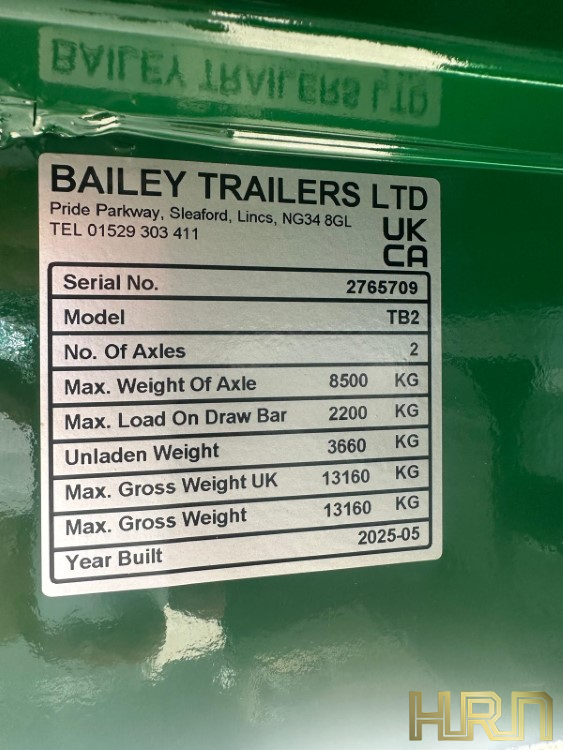 BAILEY TRAILERS LTD
BAILEY TRAILERS LTD
Pride Parkway, Sleaford, Lincs, NG34 8GL
TEL 01529 303 411
UK
CA
Serial No. 2765709
Model TB2
No. Of Axles 2
Max. Weight Of Axle 8500 KG
Max. Load On Draw Bar 2200 KG
Unladen Weight 3660 KG
Max. Gross Weight UK 13160 KG
Max. Gross Weight 13160 KG
Year Built 2025-05
HRN